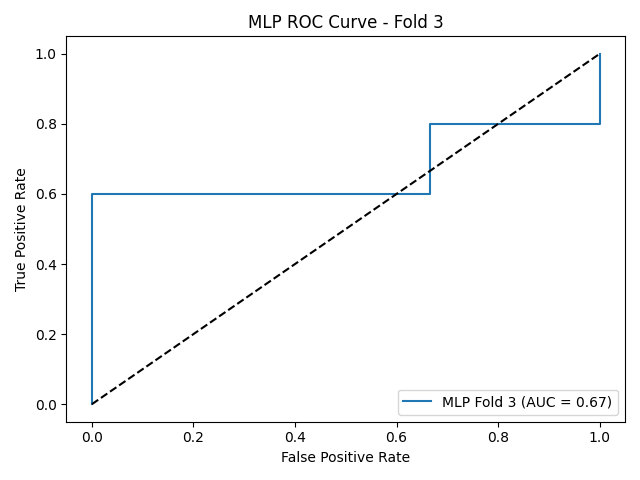 MLP ROC Curve - Fold 3
True Positive Rate
1.0
0.8
0.6
0.4
0.2
0.0
0.0 0.2 0.4 0.6 0.8 1.0
False Positive Rate
MLP Fold 3 (AUC = 0.67)